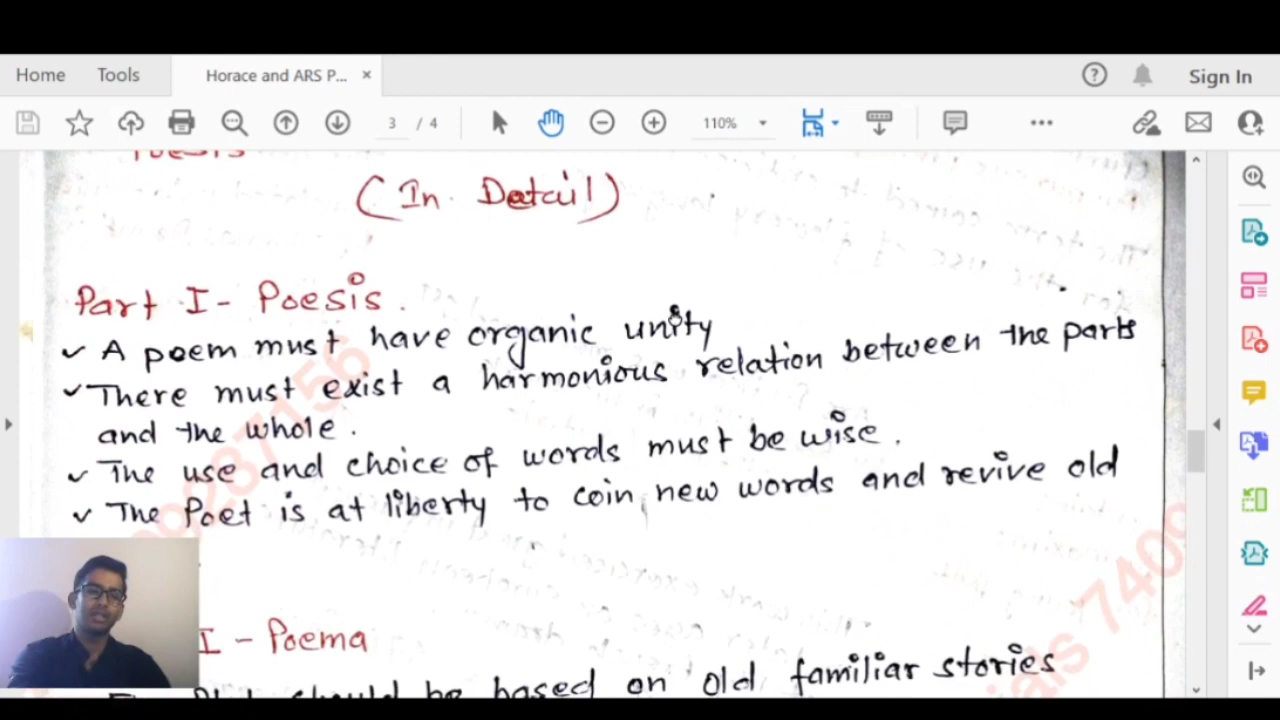 Home Tools Horace and ARS P... ×
Sign In
3 / 4 110%
(In Detail)
Part I - Poesis.
✓ A poem must have organic unity
✓ There must exist a harmonious relation between the parts
and the whole.
✓ The use and choice of words must be wise.
✓ The Poet is at liberty to coin new words and revive old
I - Poema
based on old familiar stories